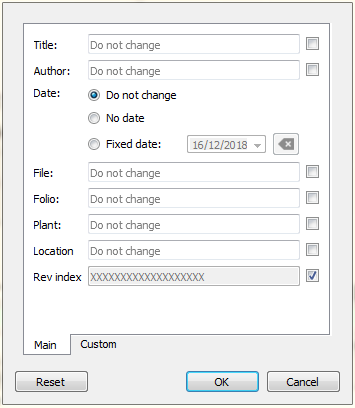 Title: Do not change
Author: Do not change
Date: Do not change
No date
Fixed date: 16/12/2018
File: Do not change
Folio: Do not change
Plant: Do not change
Location Do not change
Rev index XXXXXXXXXXXXXXXXXXX
Main Custom
Reset OK Cancel